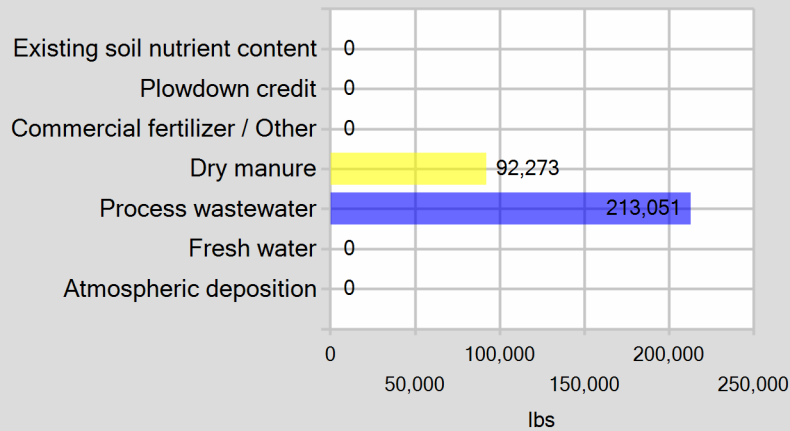 Existing soil nutrient content 0
Plowdown credit 0
Commercial fertilizer / Other 0
Dry manure 92,273
Process wastewater 213,051
Fresh water 0
Atmospheric deposition 0
0 100,000 200,000
50,000 150,000 250,000
lbs